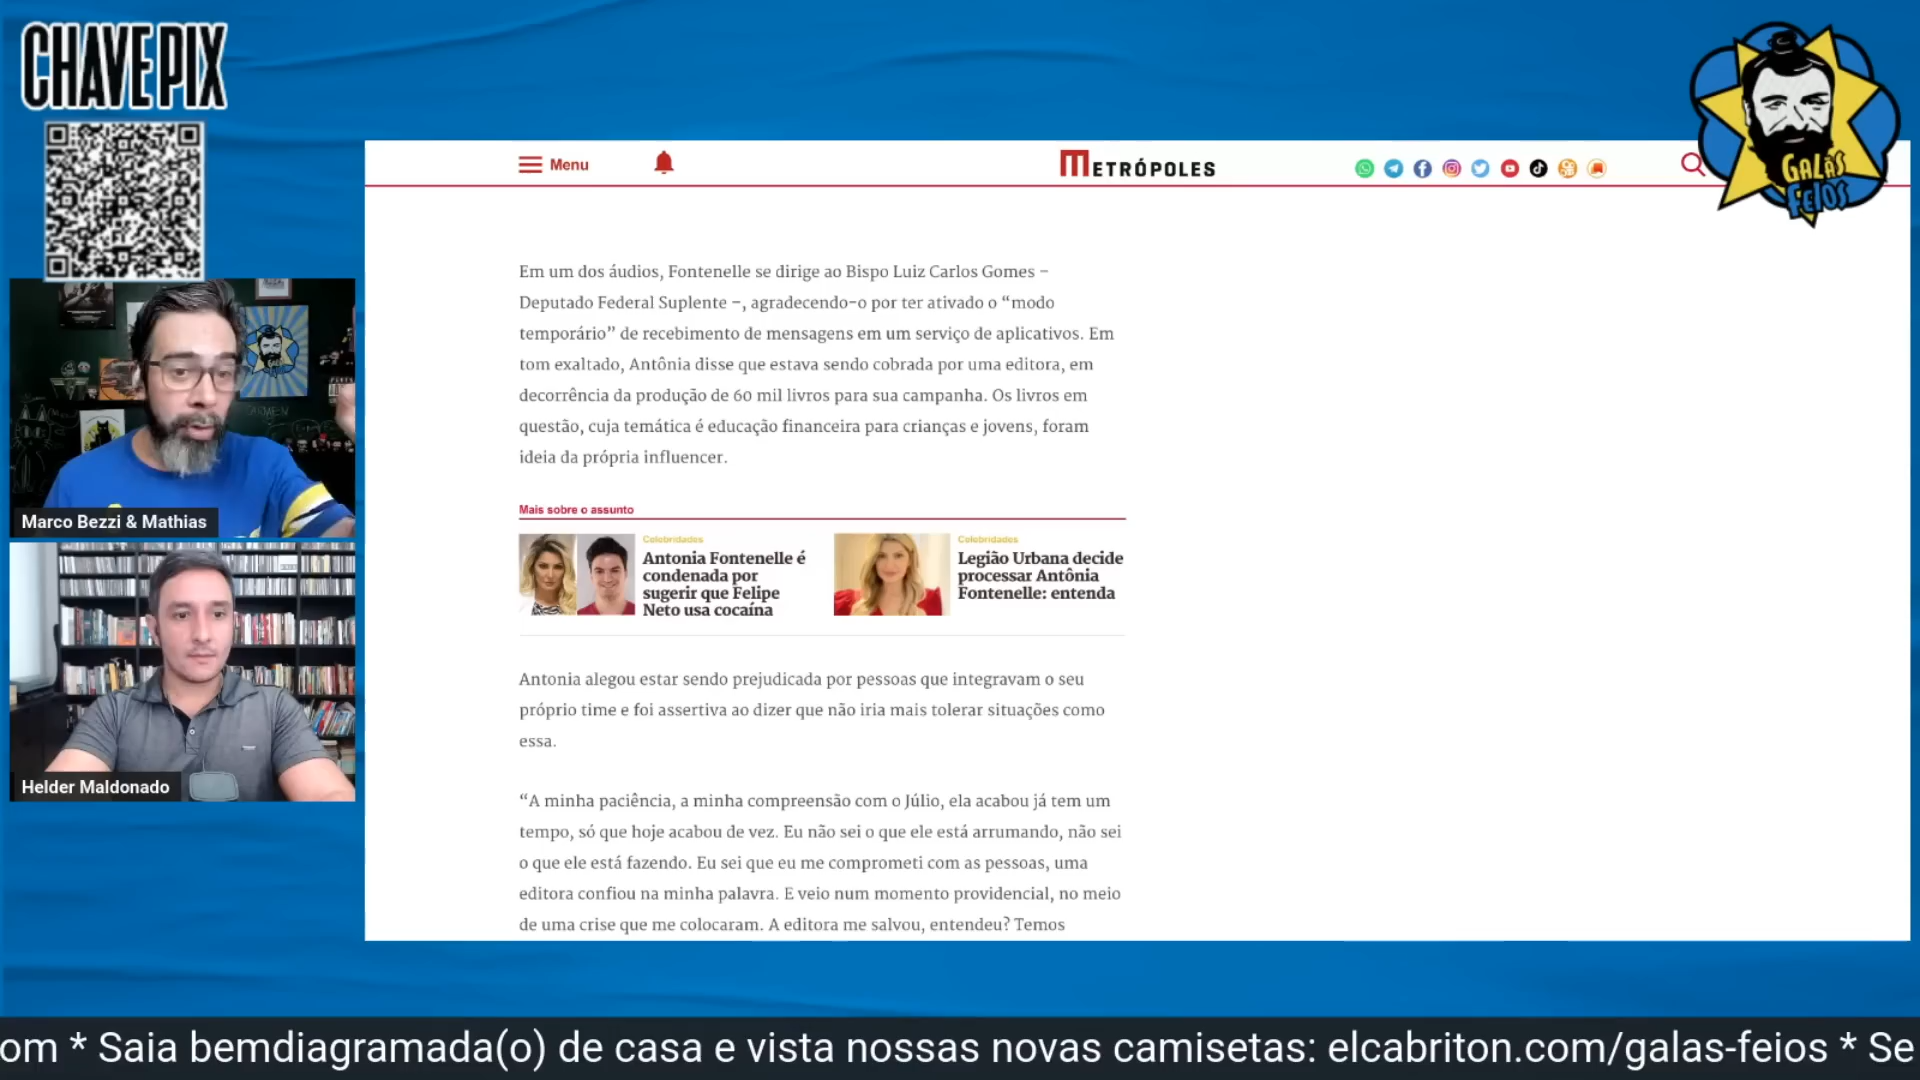 CHAVE PIX
GALÃS
FEIOS
Menu
METRÓPOLES
Em um dos áudios, Fontenelle se dirige ao Bispo Luiz Carlos Gomes –
Deputado Federal Suplente –, agradecendo-o por ter ativado o “modo
temporário” de recebimento de mensagens em um serviço de aplicativos. Em
tom exaltado, Antônia disse que estava sendo cobrada por uma editora, em
decorrência da produção de 60 mil livros para sua campanha. Os livros em
questão, cuja temática é educação financeira para crianças e jovens, foram
ideia da própria influencer.
Mais sobre o assunto
Celebridades
Antonia Fontenelle é
condenada por
sugerir que Felipe
Neto usa cocaína
Celebridades
Legião Urbana decide
processar Antônia
Fontenelle: entenda
Antonia alegou estar sendo prejudicada por pessoas que integravam o seu
próprio time e foi assertiva ao dizer que não iria mais tolerar situações como
essa.
“A minha paciência, a minha compreensão com o Júlio, ela acabou já tem um
tempo, só que hoje acabou de vez. Eu não sei o que ele está arrumando, não sei
o que ele está fazendo. Eu sei que eu me comprometi com as pessoas, uma
editora confiou na minha palavra. E veio num momento providencial, no meio
de uma crise que me colocaram. A editora me salvou, entendeu? Temos
CARMEN
Marco Bezzi & Mathias
Helder Maldonado
om * Saia bemdiagramada(o) de casa e vista nossas novas camisetas: elcabriton.com/galas-feios * Se